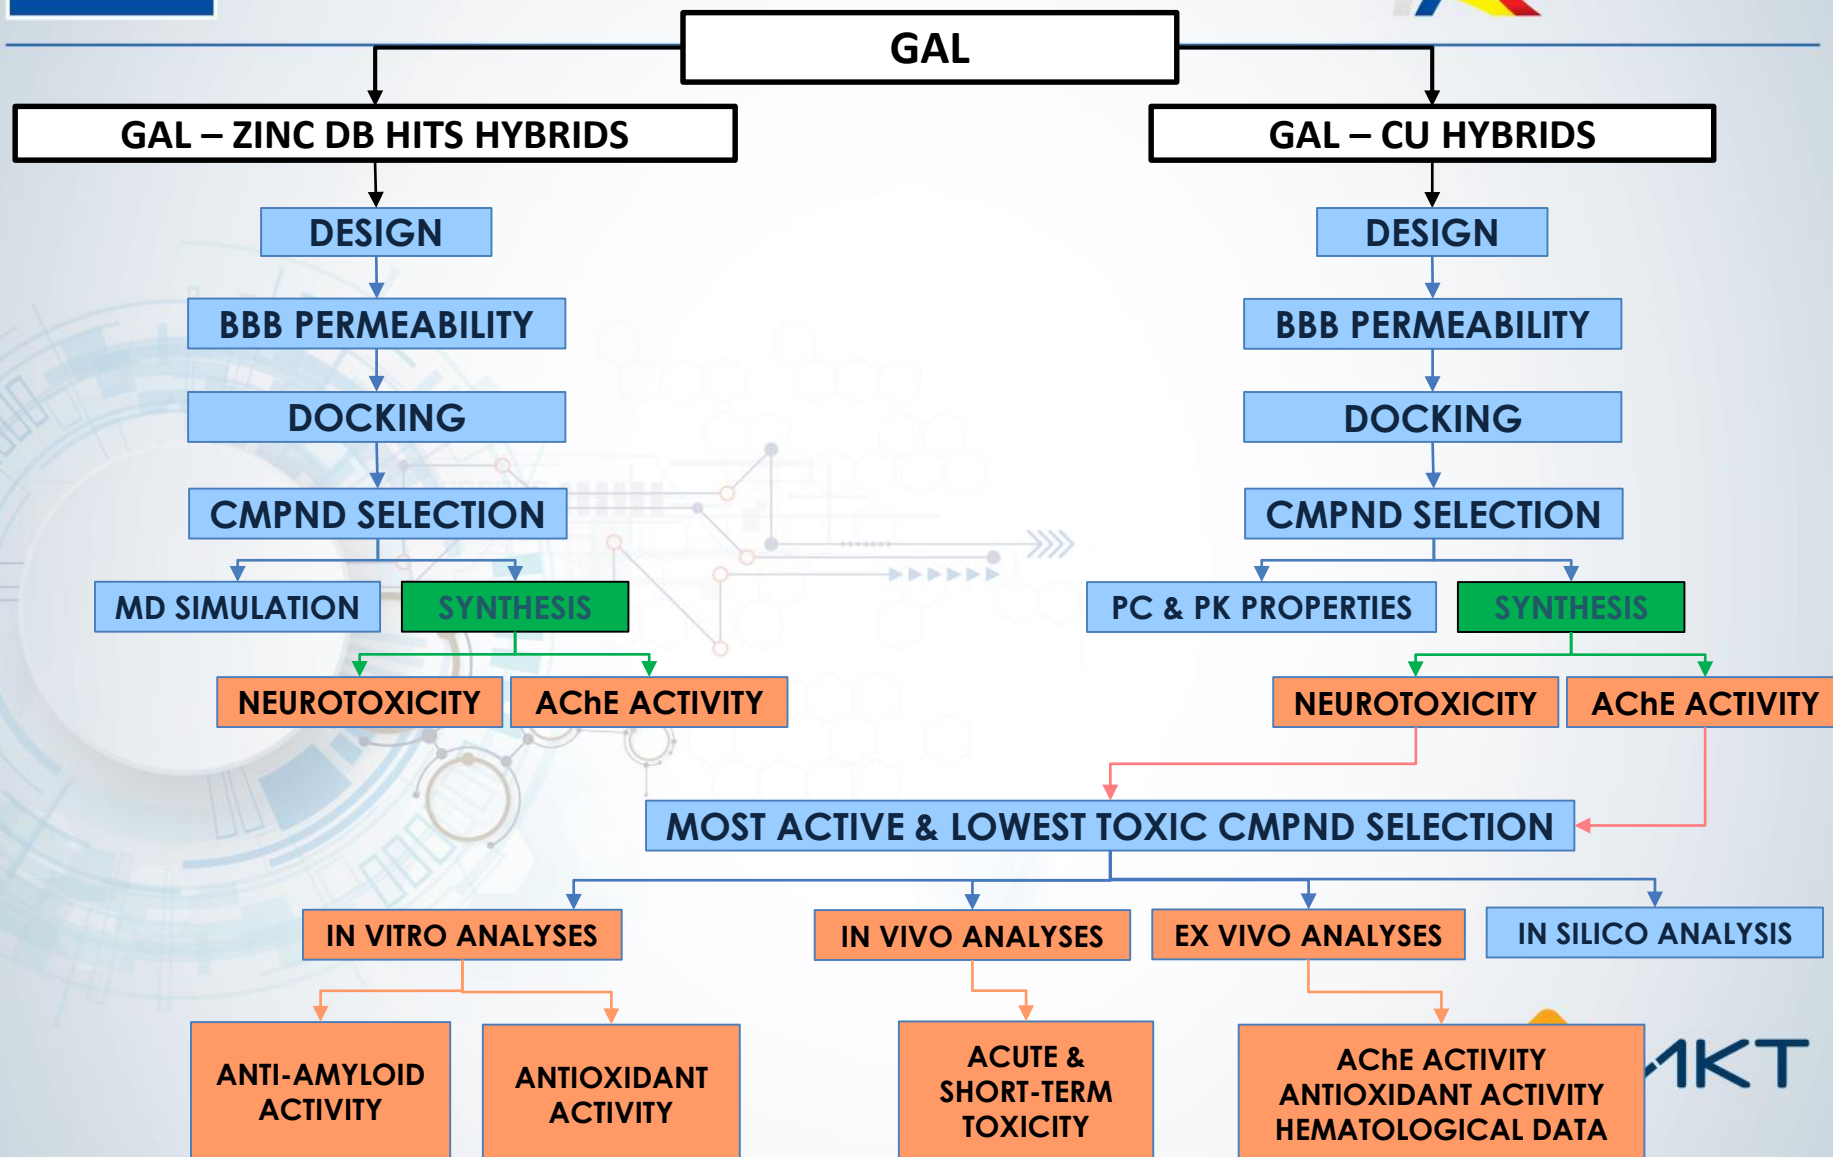 GAL
GAL – ZINC DB HITS HYBRIDS
GAL – CU HYBRIDS
DESIGN
DESIGN
BBB PERMEABILITY
BBB PERMEABILITY
DOCKING
DOCKING
CMPND SELECTION
CMPND SELECTION
MD SIMULATION
SYNTHESIS
PC & PK PROPERTIES
SYNTHESIS
NEUROTOXICITY
AChE ACTIVITY
NEUROTOXICITY
AChE ACTIVITY
MOST ACTIVE & LOWEST TOXIC CMPND SELECTION
IN VITRO ANALYSES
IN VIVO ANALYSES
EX VIVO ANALYSES
IN SILICO ANALYSIS
ANTI-AMYLOID
ACTIVITY
ANTIOXIDANT
ACTIVITY
ACUTE &
SHORT-TERM
TOXICITY
AChE ACTIVITY
ANTIOXIDANT ACTIVITY
HEMATOLOGICAL DATA